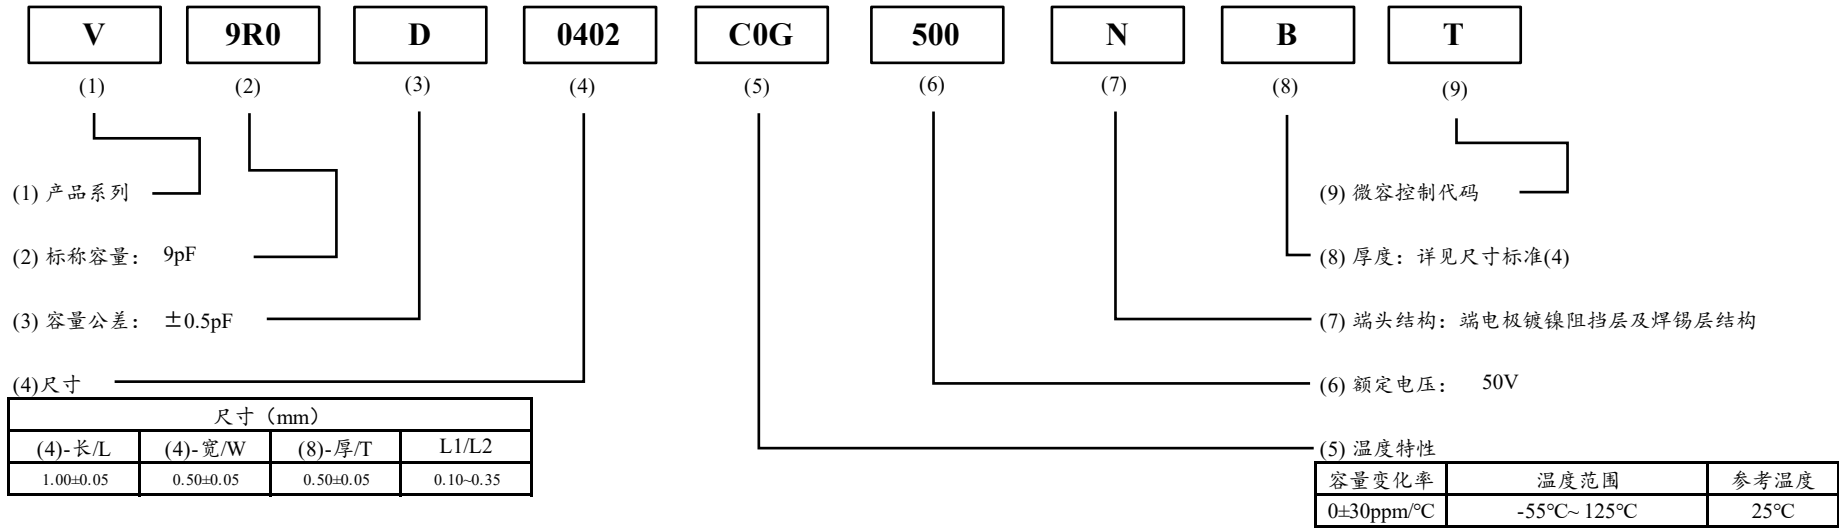 V 9R0 D 0402 C0G 500 N B T
(1) (2) (3) (4) (5) (6) (7) (8) (9)
(1) 产品系列
(9) 微容控制代码
(2) 标称容量： 9pF
(8) 厚度：详见尺寸标准(4)
(3) 容量公差： ±0.5pF
(7) 端头结构：端电极镀镍阻挡层及焊锡层结构
(4)尺寸
(6) 额定电压： 50V
尺寸（mm）
(4)-长/L (4)-宽/W (8)-厚/T L1/L2
1.00±0.05 0.50±0.05 0.50±0.05 0.10~0.35
(5) 温度特性
容量变化率 温度范围 参考温度
0±30ppm/℃ -55℃~ 125℃ 25℃